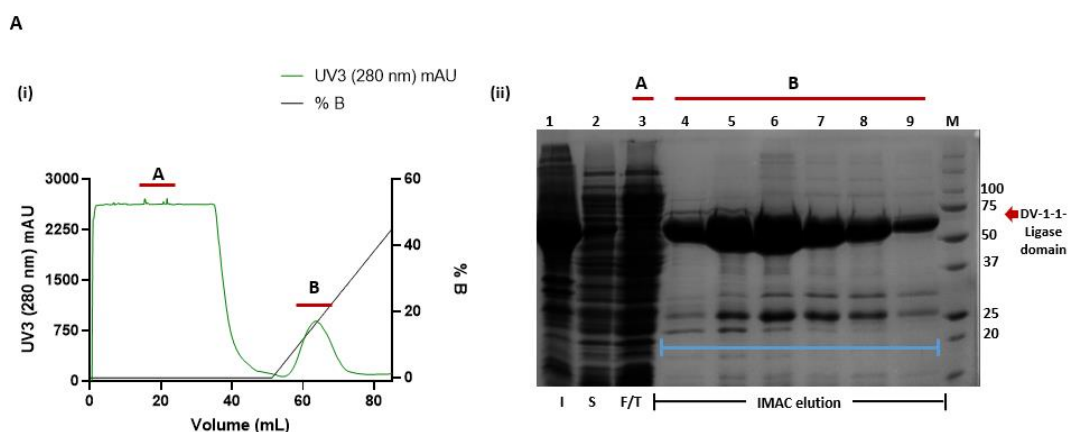 A
(i)
UV3 (280 nm) mAU
% B
A
B
3000
2250
1500
750
0
60
40
20
0
UV3 (280 nm) mAU
% B
0 20 40 60 80
Volume (mL)
(ii)
A B
1 2 3 4 5 6 7 8 9 M
100
75
50
37
25
20
DV-1-1-
Ligase
domain
I S F/T IMAC elution